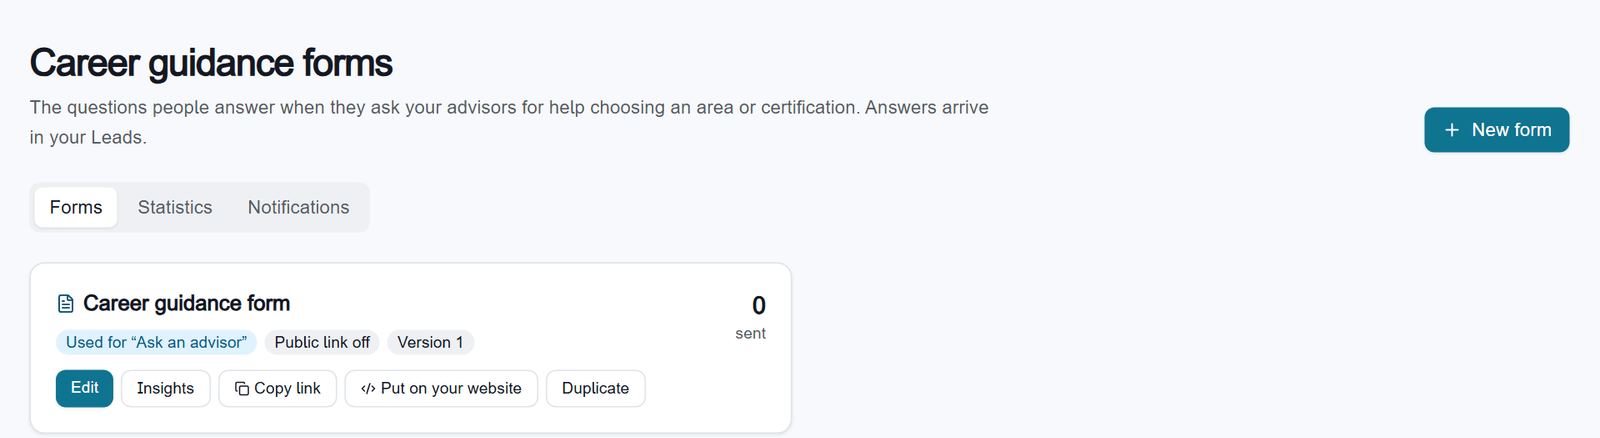 Career guidance forms
The questions people answer when they ask your advisors for help choosing an area or certification. Answers arrive
in your Leads.
+ New form
Forms Statistics Notifications
Career guidance form
0
sent
Used for “Ask an advisor” Public link off Version 1
Edit Insights Copy link </> Put on your website Duplicate